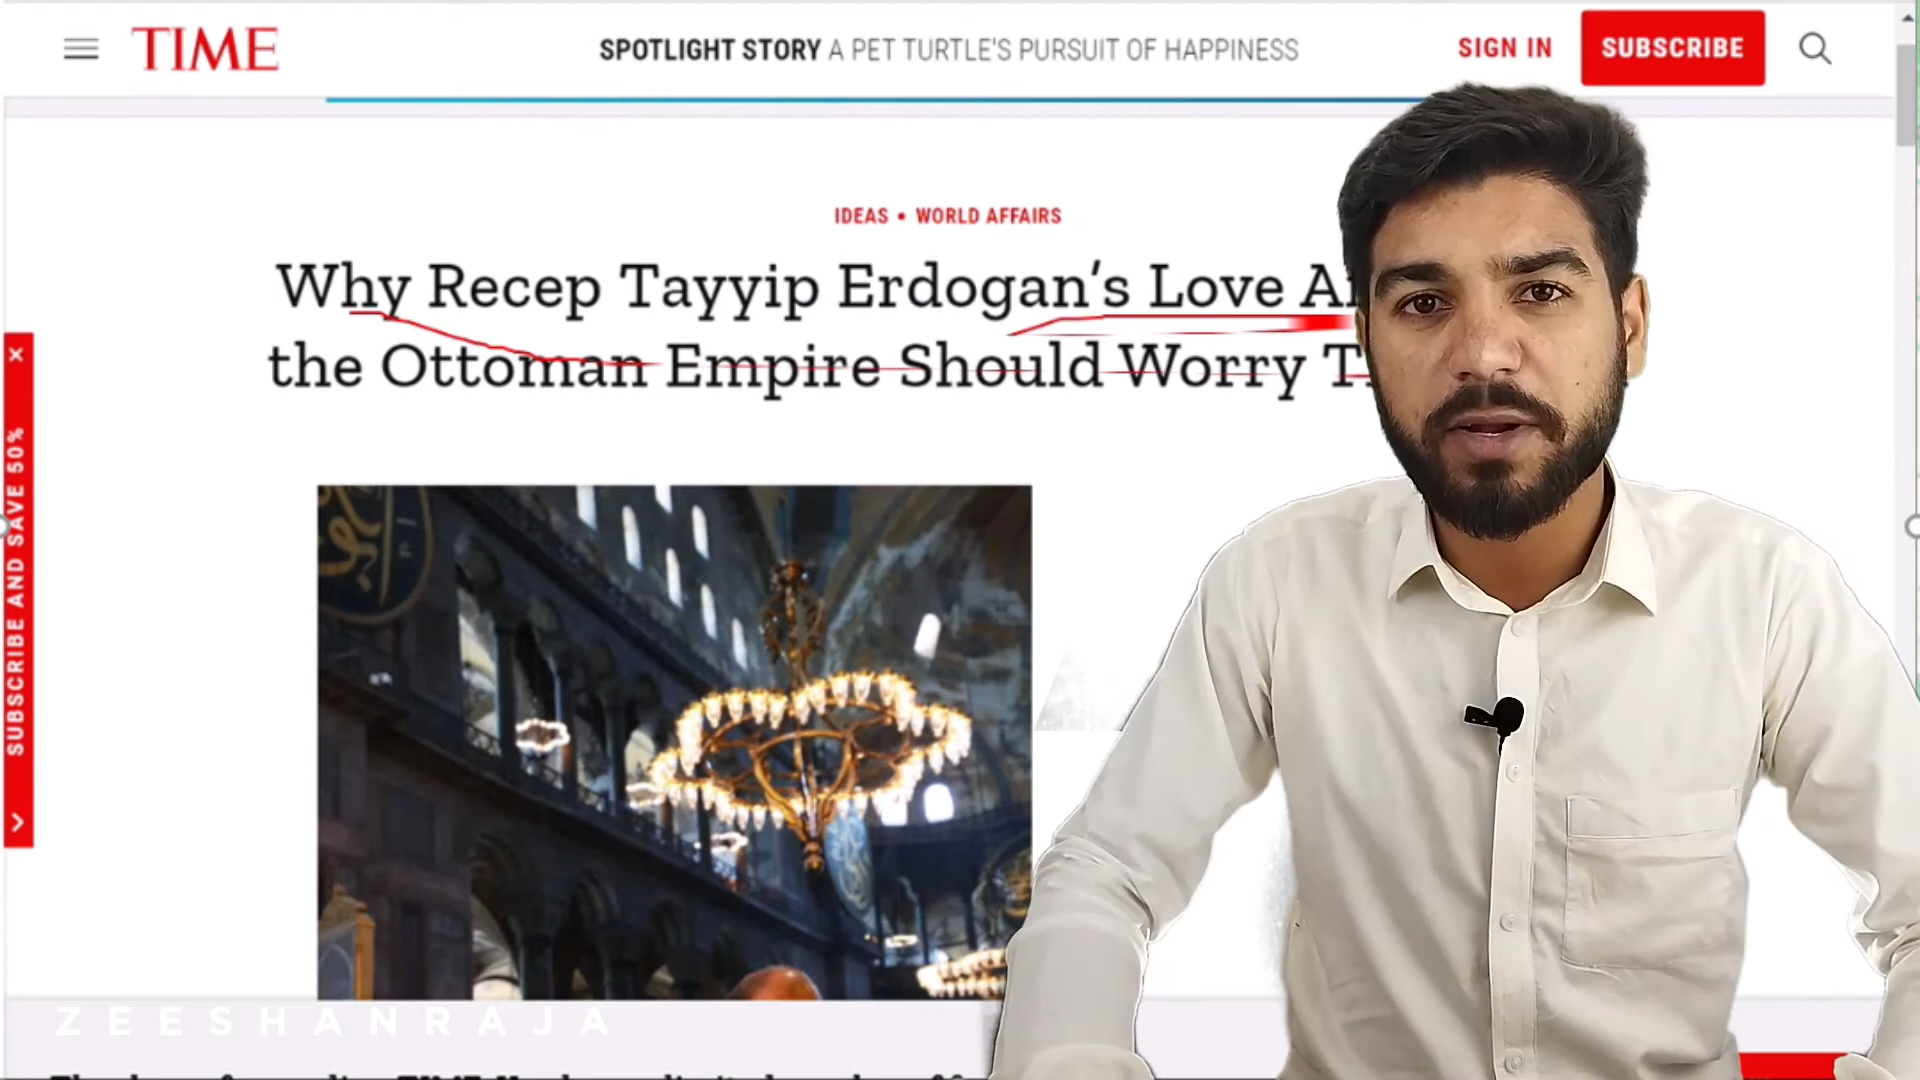 TIME
SPOTLIGHT STORY A PET TURTLE'S PURSUIT OF HAPPINESS
SIGN IN
SUBSCRIBE
IDEAS • WORLD AFFAIRS
Why Recep Tayyip Erdogan's Love
the Ottoman Empire Should Worry
SUBSCRIBE AND SAVE 50%
ZEESHANRAJA